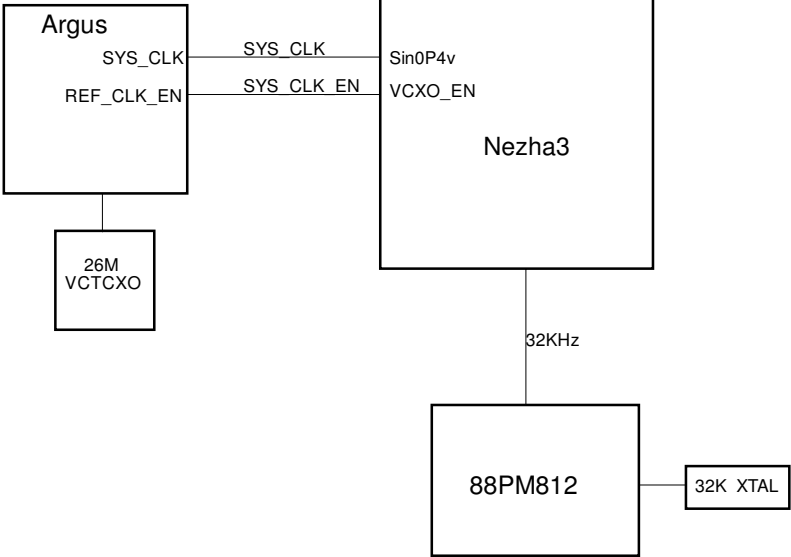 Argus
SYS_CLK
REF_CLK_EN
SYS_CLK
SYS_CLK_EN
Sin0P4v
VCXO_EN
Nezha3
26M
VCTCXO
32KHz
88PM812
32K XTAL